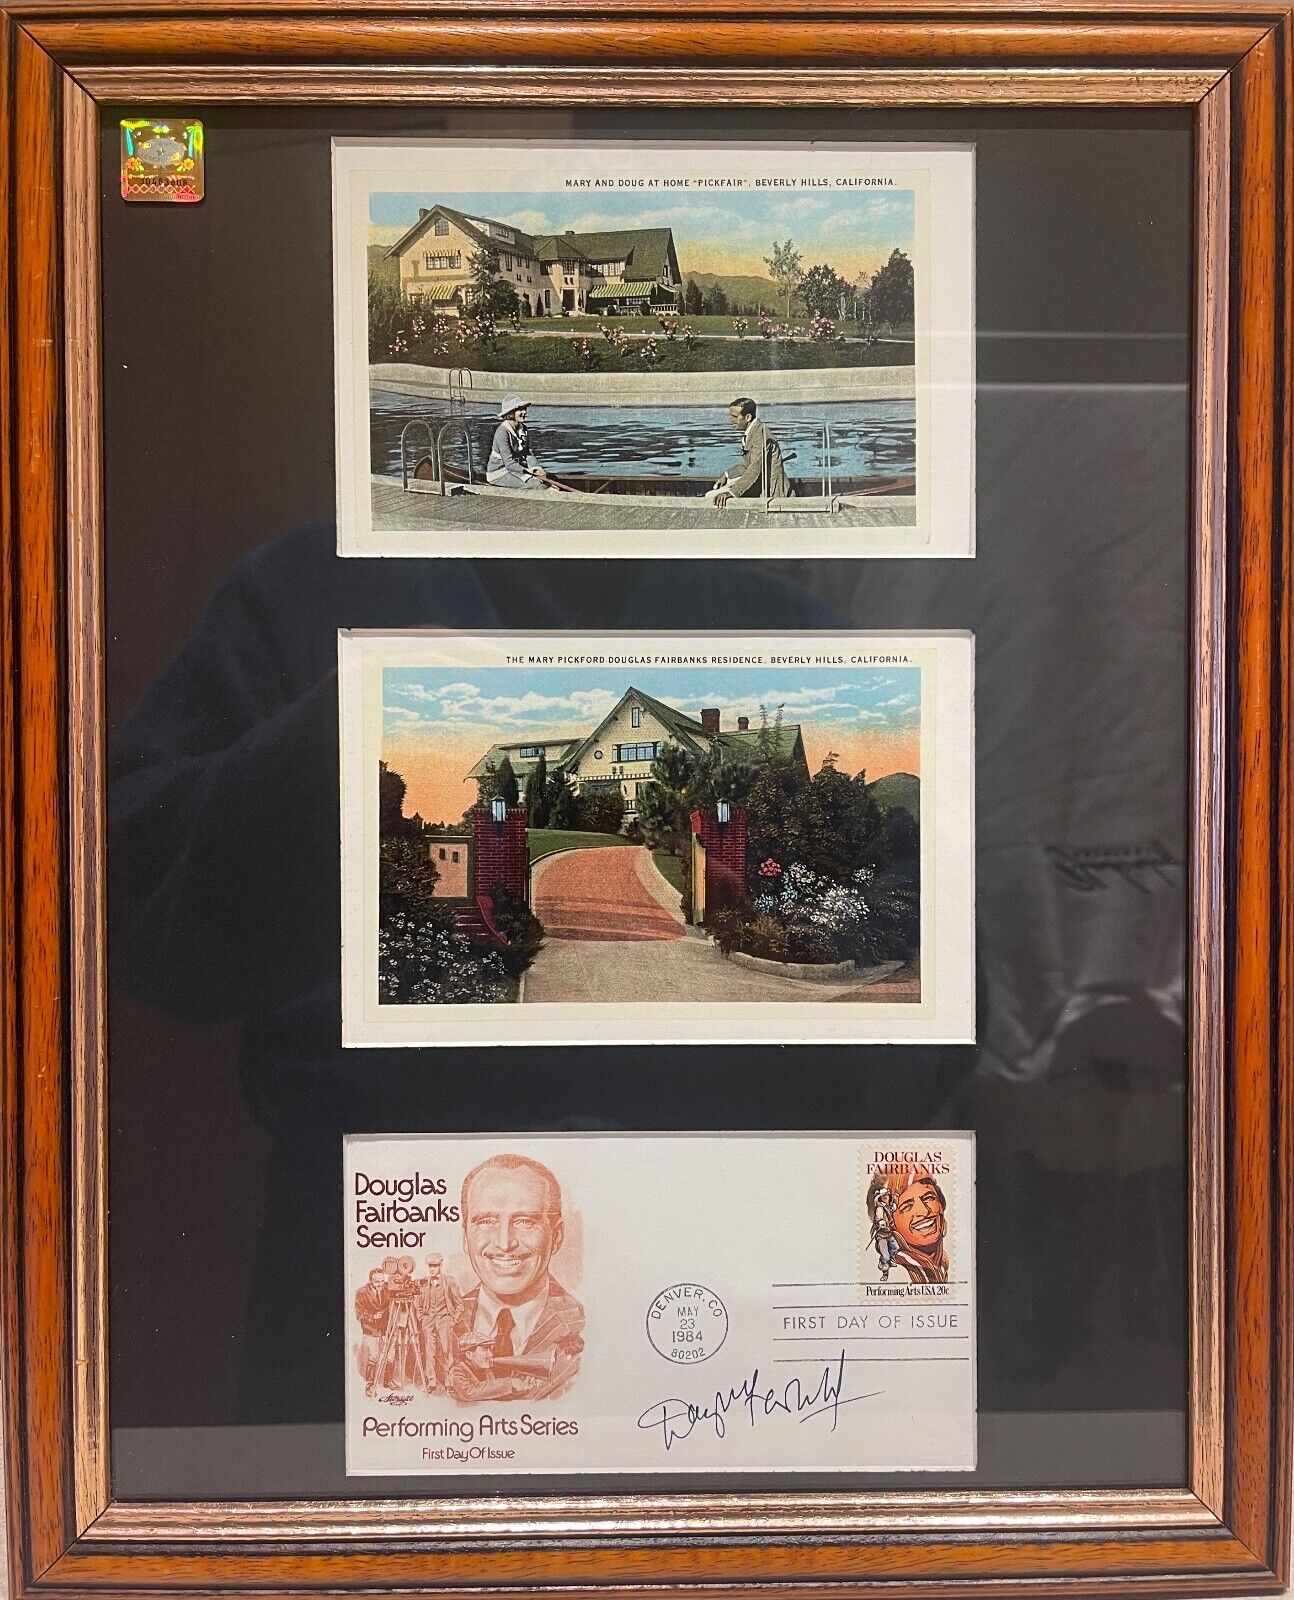 MARY AND DOUG AT HOME "PICKFAIR", BEVERLY HILLS, CALIFORNIA.
THE MARY PICKFORD-DOUGLAS FAIRBANKS RESIDENCE, BEVERLY HILLS, CALIFORNIA.
Douglas
Fairbanks
Senior
Performing Arts Series
First Day Of Issue
DENVER, CO
MAY
23
1984
80202
DOUGLAS
FAIRBANKS
Performing Arts USA 20c
FIRST DAY OF ISSUE